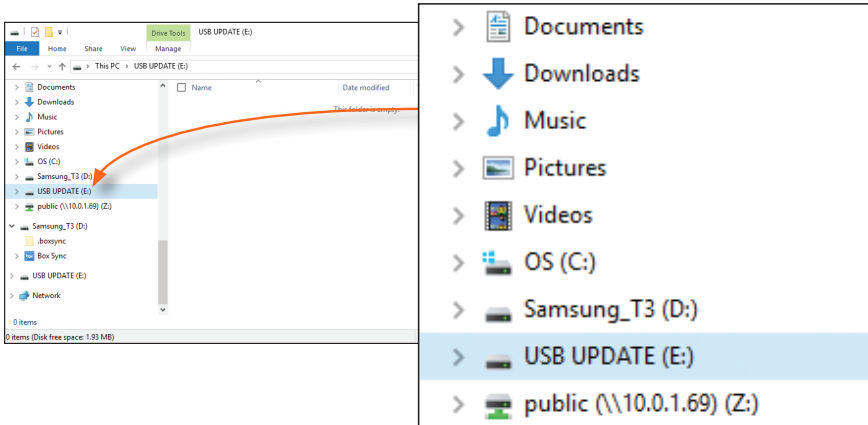 Drive Tools USB UPDATE (E:)
File Home Share View Manage
This PC > USB UPDATE (E:)
Documents
Downloads
Music
Pictures
Videos
OS (C:)
Samsung_T3 (D:)
USB UPDATE (E:)
public (\\10.0.1.69) (Z:)
Samsung_T3 (D:)
.boxsync
Box Sync
USB UPDATE (E:)
Network
Name Date modified
This folder is empty.
0 items
0 items (Disk free space: 1.93 MB)
Documents
Downloads
Music
Pictures
Videos
OS (C:)
Samsung_T3 (D:)
USB UPDATE (E:)
public (\\10.0.1.69) (Z:)